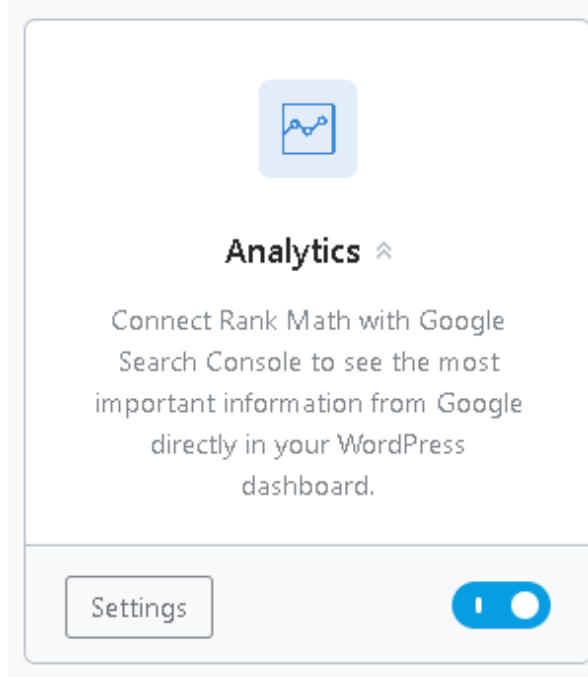 Analytics
Connect Rank Math with Google
Search Console to see the most
important information from Google
directly in your WordPress
dashboard.
Settings